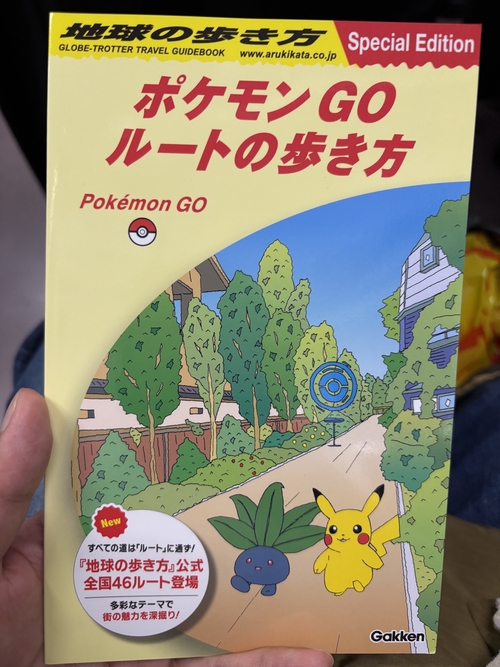 地球の歩き方
GLOBE-TROTTER TRAVEL GUIDEBOOK
www.arukikata.co.jp
Special Edition
ポケモン GO
ルートの歩き方
Pokémon GO
New
すべての道は「ルート」に通ず!
『地球の歩き方』公式
全国46ルート登場
多彩なテーマで
街の魅力を深掘り!
Gakken